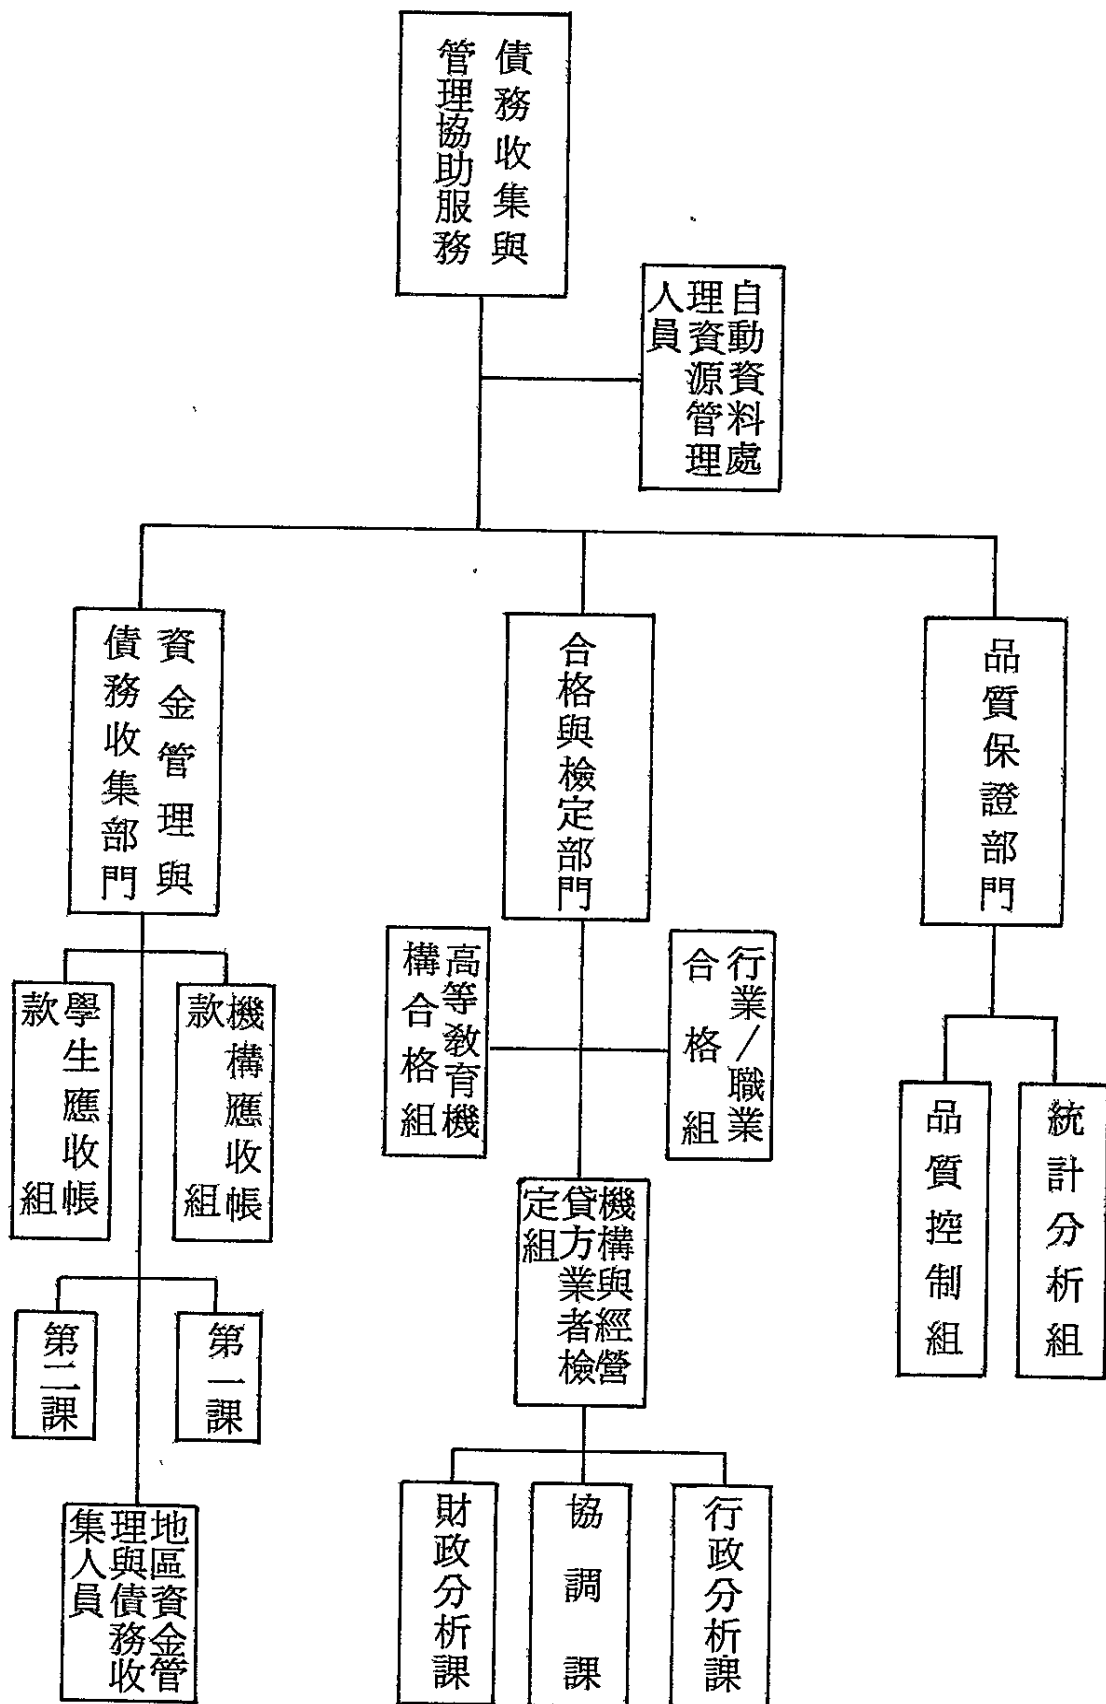 債務收集與
管理協助服務
自動資料處
理資源管理
人員
品質保證部門
合格與檢定部門
資金管理與
債務收集部門
統計分析組
品質控制組
行業/職業
合格組
高等教育機
構合格組
機構與經營
貸方業者檢
定組
行政分析課
協調課
財政分析課
機構應收帳
款組
學生應收帳
款組
第一課
第二課
地區資金管
理與債務收
集人員